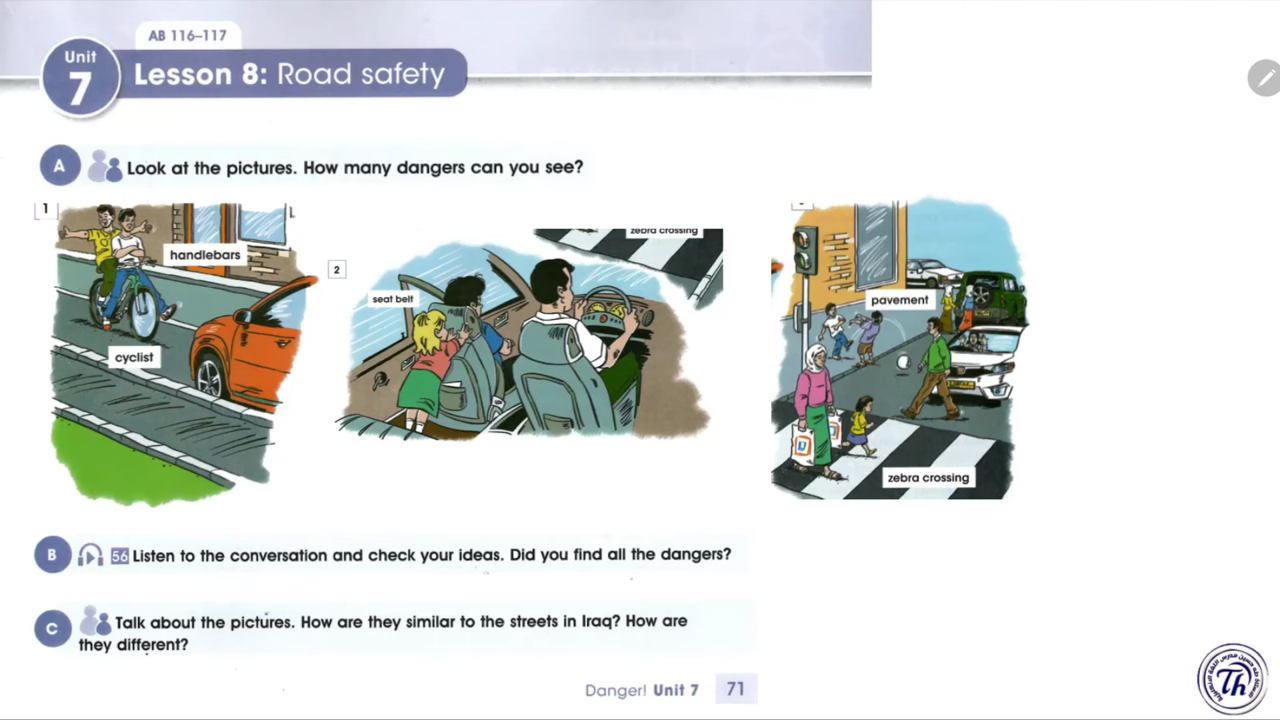 AB 116–117
Unit
7
Lesson 8: Road safety
A
Look at the pictures. How many dangers can you see?
1
handlebars
cyclist
2
seat belt
zebra crossing
pavement
zebra crossing
B
56 Listen to the conversation and check your ideas. Did you find all the dangers?
C
Talk about the pictures. How are they similar to the streets in Iraq? How are
they different?
Danger! Unit 7 71
Th